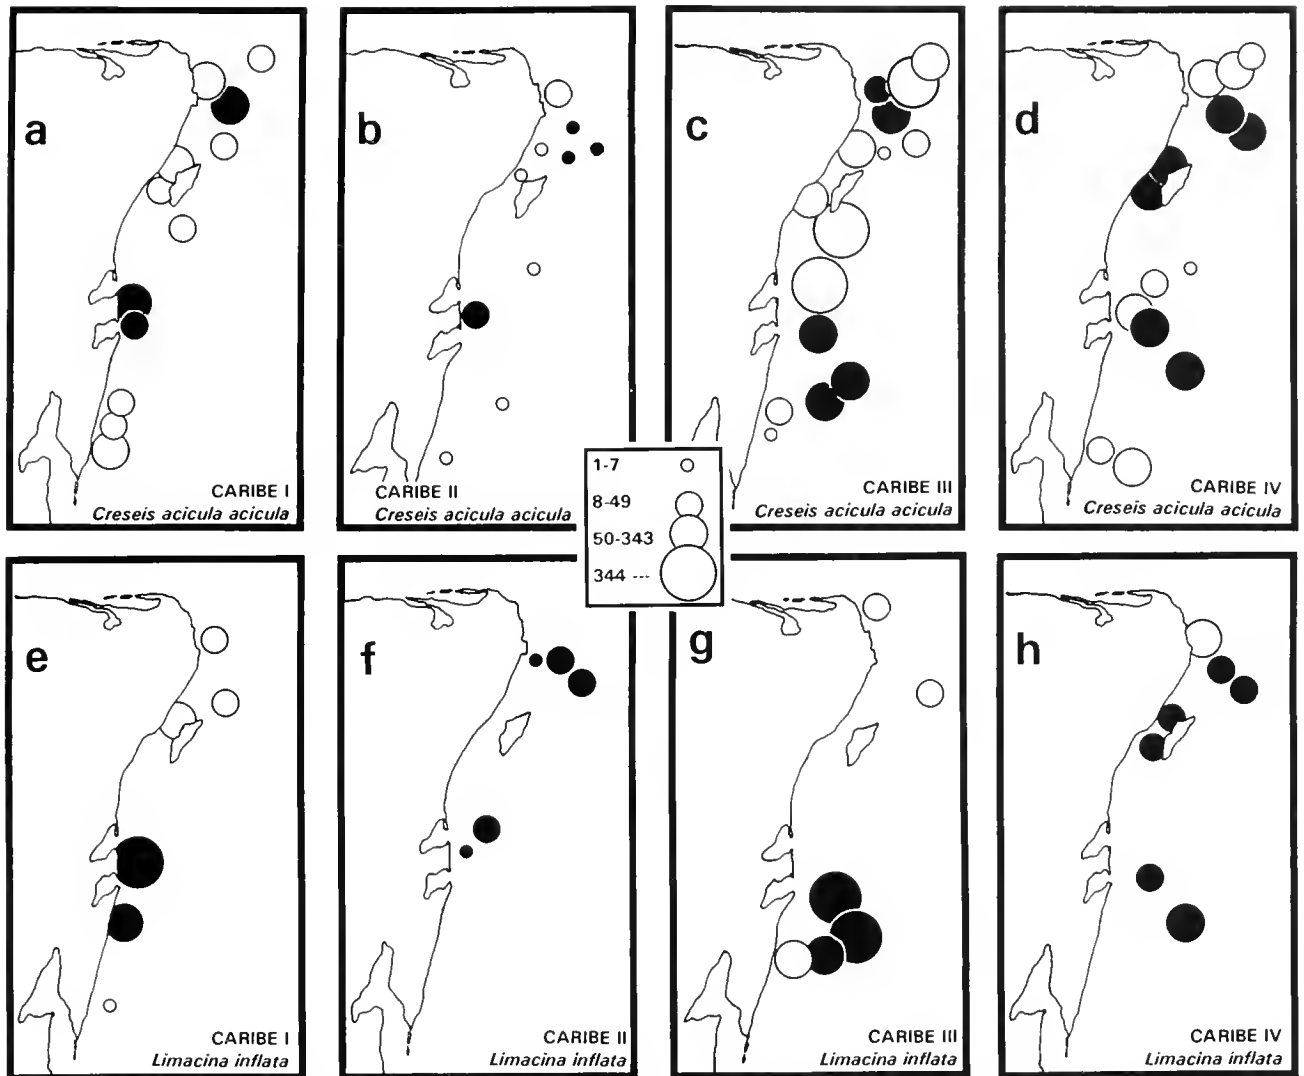 a
CARIBE I
Creseis acicula acicula
b
CARIBE II
Creseis acicula acicula
c
CARIBE III
Creseis acicula acicula
d
CARIBE IV
Creseis acicula acicula
1-7
8-49
50-343
344 ---
e
CARIBE I
Limacina inflata
f
CARIBE II
Limacina inflata
g
CARIBE III
Limacina inflata
h
CARIBE IV
Limacina inflata